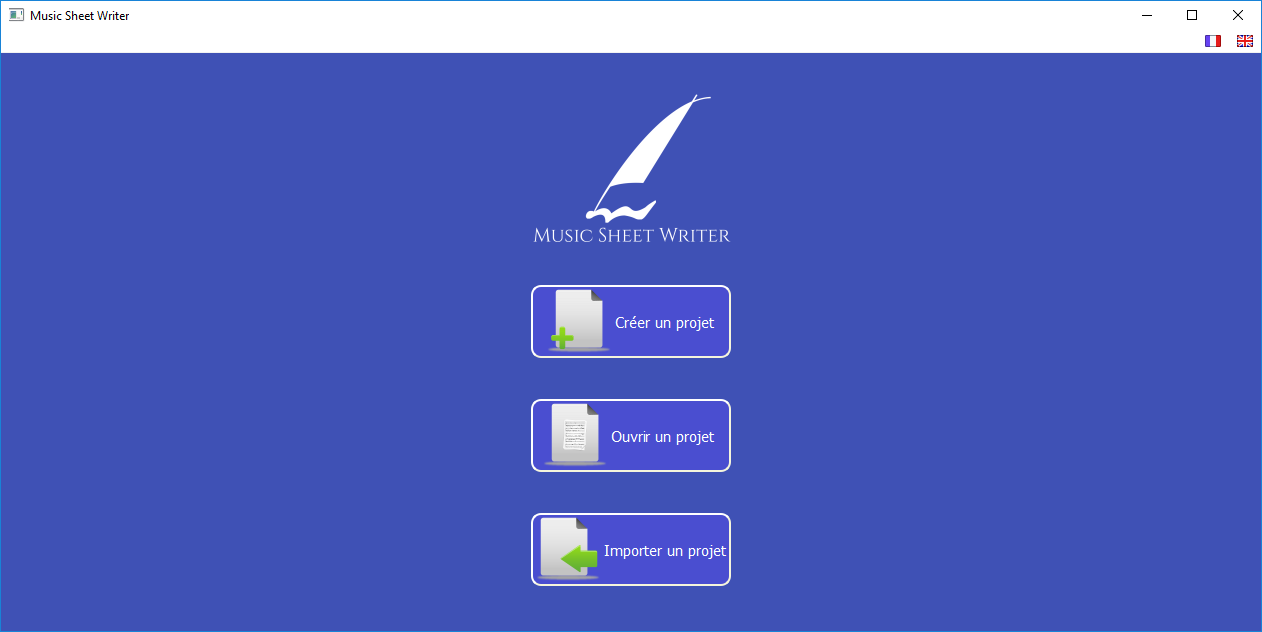 Music Sheet Writer
Music Sheet Writer
Créer un projet
Ouvrir un projet
Importer un projet